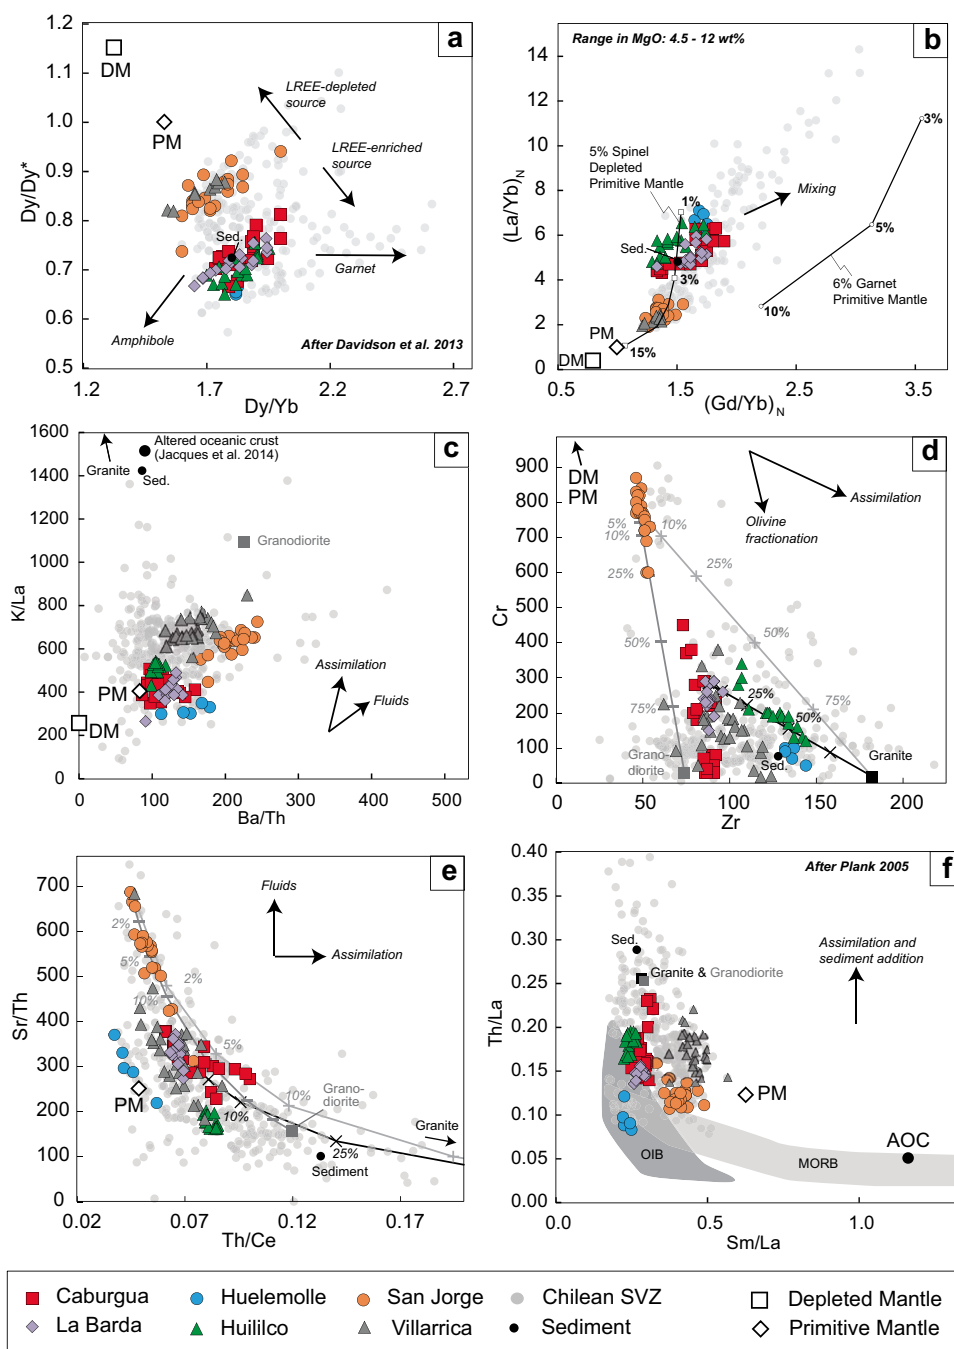 a
1.2
1.1
1.0
0.9
0.8
0.7
0.6
0.5
Dy/Dy*
DM
PM
LREE-depleted
source
LREE-enriched
source
Sed.
Garnet
Amphibole
After Davidson et al. 2013
1.2
1.7
2.2
2.7
Dy/Yb
b
Range in MgO: 4.5 - 12 wt%
14
12
10
8
6
4
2
0
(La/Yb)N
5% Spinel
Depleted
Primitive Mantle
Mixing
1%
3%
15%
Sed.
3%
5%
10%
6% Garnet
Primitive Mantle
PM
DM
0.5
1.5
2.5
3.5
(Gd/Yb)N
c
1600
1400
1200
1000
800
600
400
200
0
K/La
Granite
Altered oceanic crust
(Jacques et al. 2014)
Sed.
Granodiorite
Assimilation
Fluids
PM
DM
0
100
200
300
400
500
Ba/Th
d
900
800
700
600
500
400
300
200
100
0
Cr
DM
PM
Assimilation
Olivine
fractionation
5%
10%
25%
50%
75%
10%
25%
50%
75%
25%
50%
Grano-
diorite
Sed.
Granite
0
50
100
150
200
Zr
e
700
600
500
400
300
200
100
0
Sr/Th
Fluids
Assimilation
2%
5%
10%
2%
5%
10%
10%
25%
Grano-
diorite
Granite
PM
Sediment
0.02
0.07
0.12
0.17
Th/Ce
f
After Plank 2005
0.40
0.30
0.25
0.20
0.15
0.10
0.05
0.00
Th/La
Sed.
Granite & Granodiorite
Assimilation and
sediment addition
PM
AOC
OIB
MORB
0.0
0.5
1.0
Sm/La
Caburgua
Huelemolle
San Jorge
Chilean SVZ
Depleted Mantle
La Barda
Huililco
Villarrica
Sediment
Primitive Mantle